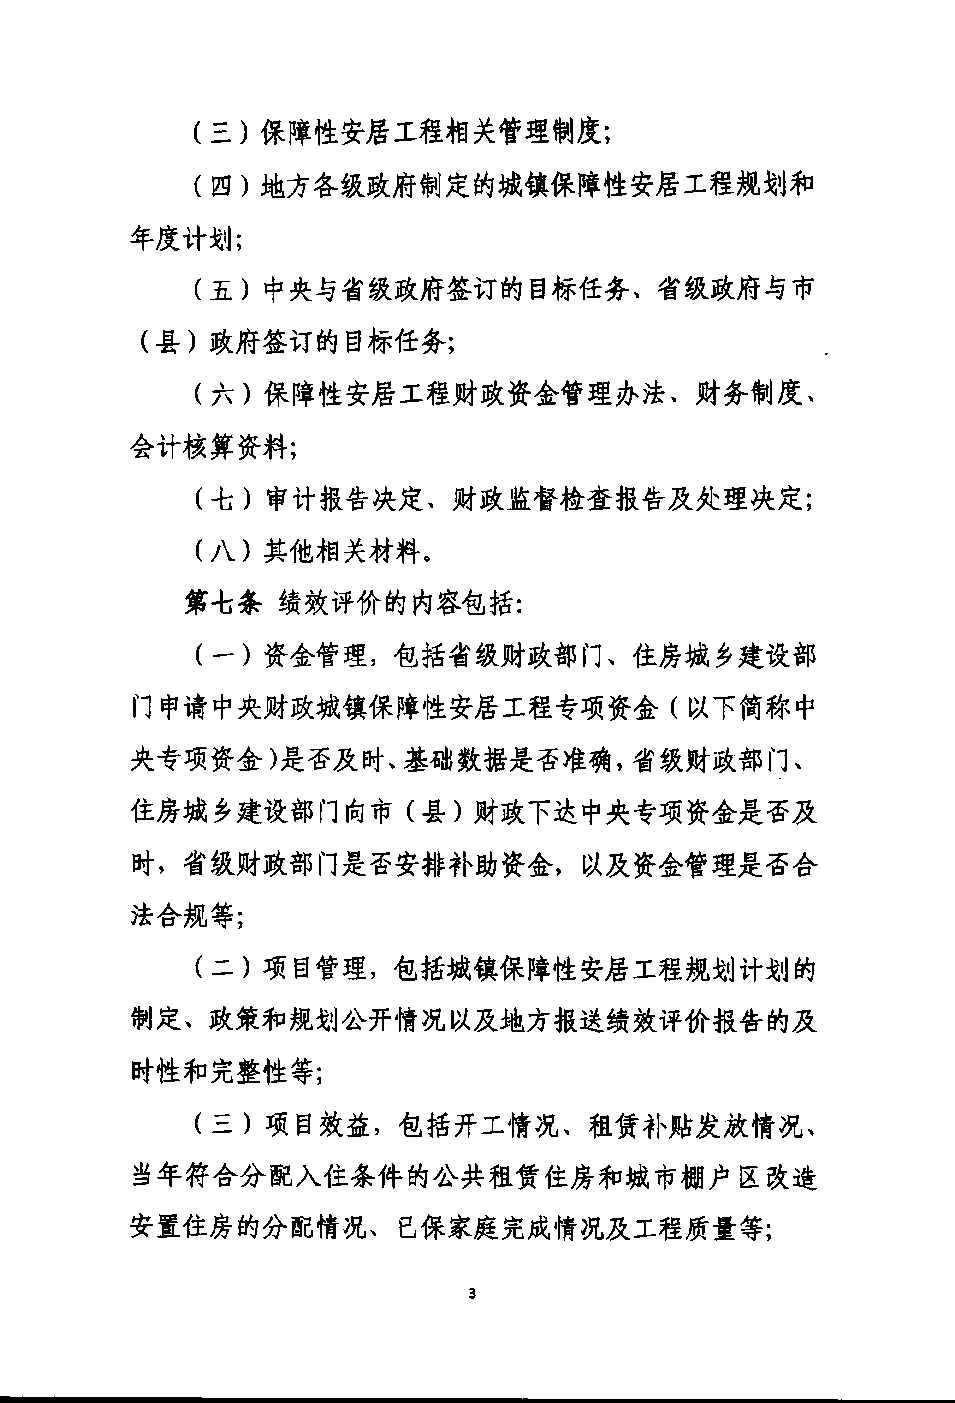 （三）保障性安居工程相关管理制度；
（四）地方各级政府制定的城镇保障性安居工程规划和
年度计划；
（五）中央与省级政府签订的目标任务、省级政府与市
（县）政府签订的目标任务；
（六）保障性安居工程财政资金管理办法、财务制度、
会计核算资料；
（七）审计报告决定、财政监督检查报告及处理决定；
（八）其他相关材料。
第七条 绩效评价的内容包括：
（一）资金管理，包括省级财政部门、住房城乡建设部
门申请中央财政城镇保障性安居工程专项资金（以下简称中
央专项资金）是否及时、基础数据是否准确，省级财政部门、
住房城乡建设部门向市（县）财政下达中央专项资金是否及
时，省级财政部门是否安排补助资金，以及资金管理是否合
法合规等；
（二）项目管理，包括城镇保障性安居工程规划计划的
制定、政策和规划公开情况以及地方报送绩效评价报告的及
时性和完整性等；
（三）项目效益，包括开工情况、租赁补贴发放情况、
当年符合分配入住条件的公共租赁住房和城市棚户区改造
安置住房的分配情况、已保家庭完成情况及工程质量等；
3